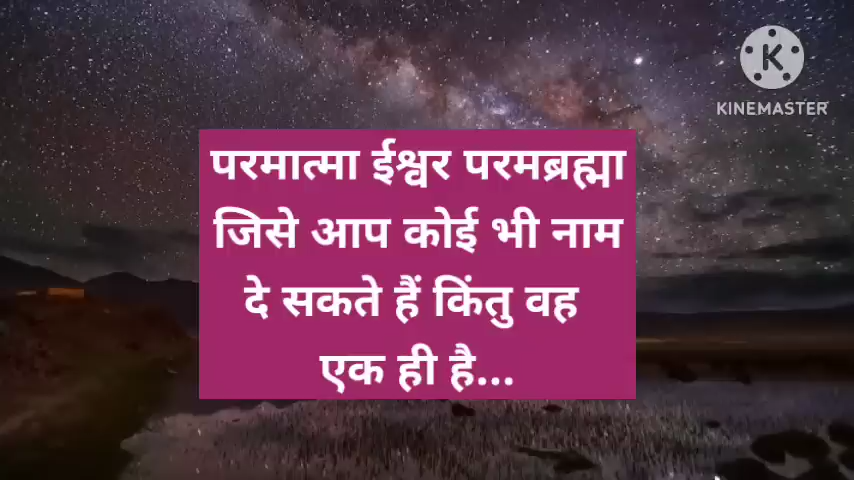 KINEMASTER
परमात्मा ईश्वर परमब्रह्मा
जिसे आप कोई भी नाम
दे सकते हैं किंतु वह
एक ही है...